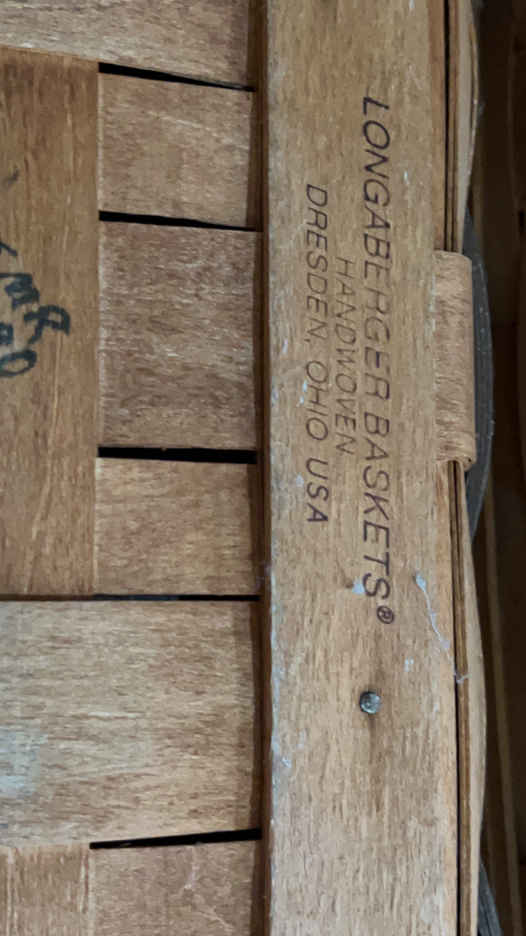 LONGABERGER BASKETS®
HANDWOVEN
DRESDEN, OHIO USA